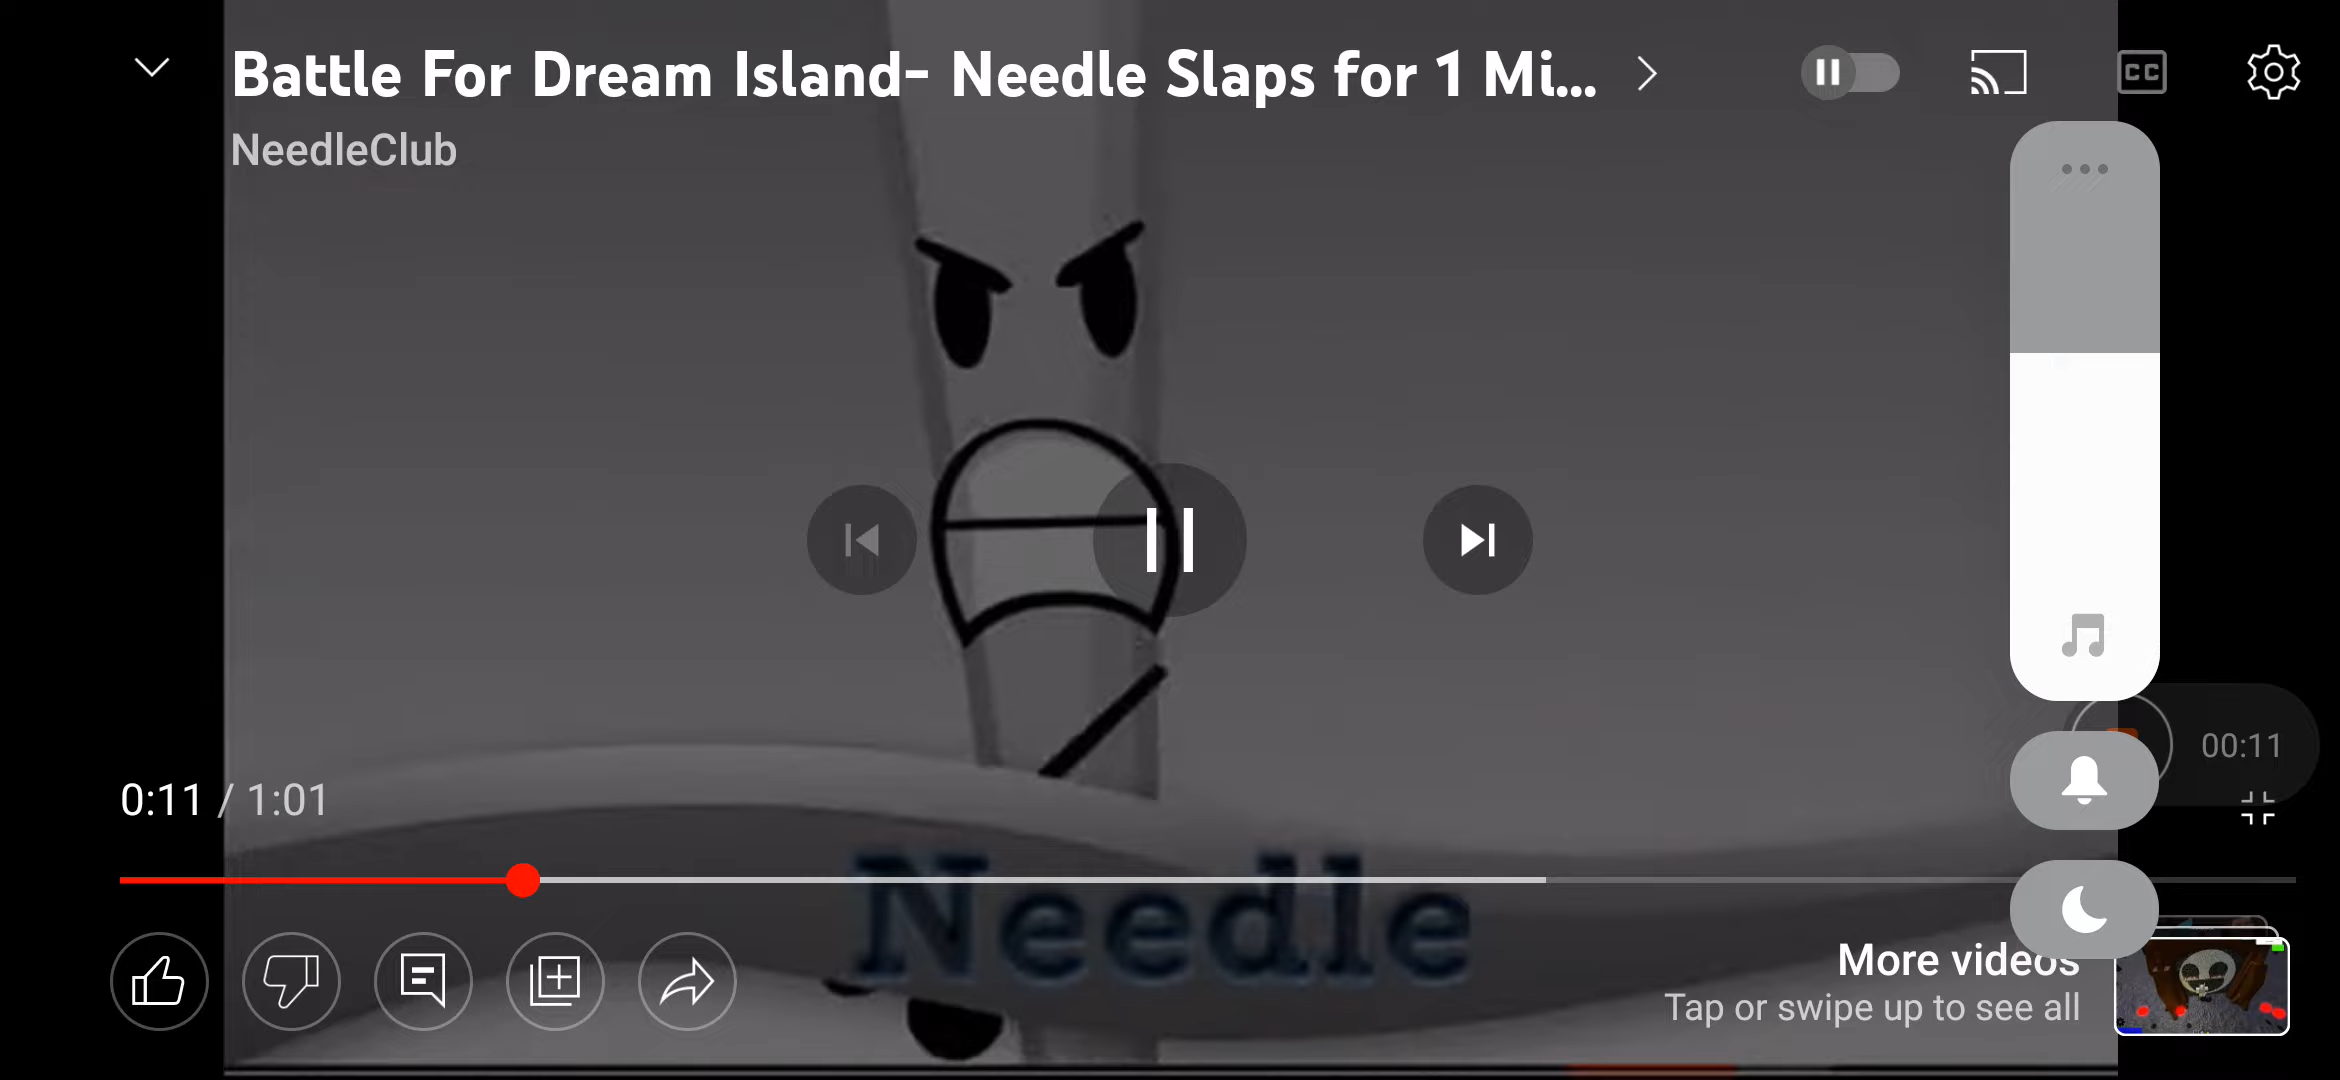 Battle For Dream Island- Needle Slaps for 1 Mi...
CC
NeedleClub
00:11
0:11 / 1:01
Needle
More videos
Tap or swipe up to see all